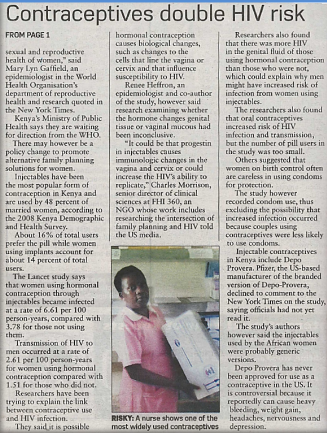 Contraceptives double HIV risk
FROM PAGE 1
sexual and reproductive
health of women," said
Mary Lyn Gaffield, an
epidemiologist in the World
Health Organisation's
department of reproductive
health and research quoted in
the New York Times.
Kenya's Ministry of Public
Health says they are waiting
for direction from the WHO.
There may however be a
policy change to promote
alternative family planning
solutions for women.
Injectables have been
the most popular form of
contraception in Kenya and
are used by 48 percent of
married women, according to
the 2008 Kenya Demographic
and Health Survey.
About 16% of total users
prefer the pill while women
using implants account for
about 14 percent of total
users.
The Lancet study says
that women using hormonal
contraception through
injectables became infected
at a rate of 6.61 per 100
person-years, compared with
3.78 for those not using
them.
Transmission of HIV to
men occurred at a rate of
2.61 per 100 person-years
for women using hormonal
contraception compared with
1.51 for those who did not.
Researchers have been
trying to explain the link
between contraceptive use
and HIV infection.
They said it is possible
hormonal contraception
causes biological changes,
such as changes to the
cells that line the vagina or
cervix and that influence
susceptibility to HIV.
Renee Heffron, an
epidemiologist and co-author
of the study, however said
research examining whether
the hormone changes genital
tissue or vaginal mucous had
been inconclusive.
"It could be that progestin
in injectables causes
immunologic changes in the
vagina and cervix or could
increase the HIV's ability to
replicate," Charles Morrison,
senior director of clinical
sciences at FHI 360, an
NGO whose work includes
researching the intersection of
family planning and HIV told
the US media.
RISKY: A nurse shows one of the
most widely used contraceptives
Researchers also found
that there was more HIV
in the genital fluid of those
using hormonal contraception
than those who were not,
which could explain why men
might have increased risk of
infection from women using
injectables.
The researchers also found
that oral contraceptives
increased risk of HIV
infection and transmission,
but the number of pill users in
the study was too small.
Others suggested that
women on birth control often
are careless in using condoms
for protection.
The study however
recorded condom use, thus
excluding the possibility that
increased infection occurred
because couples using
contraceptives were less likely
to use condoms.
Injectable contraceptives
in Kenya include Depo
Provera. Pfizer, the US-based
manufacturer of the branded
version of Depo-Provera,
declined to comment to the
New York Times on the study,
saying officials had not yet
read it.
The study's authors
however said the injectables
used by the African women
were probably generic
versions.
Depo Provera has never
been approved for use as a
contraceptive in the US. It
is controversial because it
reportedly can cause heavy
bleeding, weight gain,
headaches, nervousness and
depression.